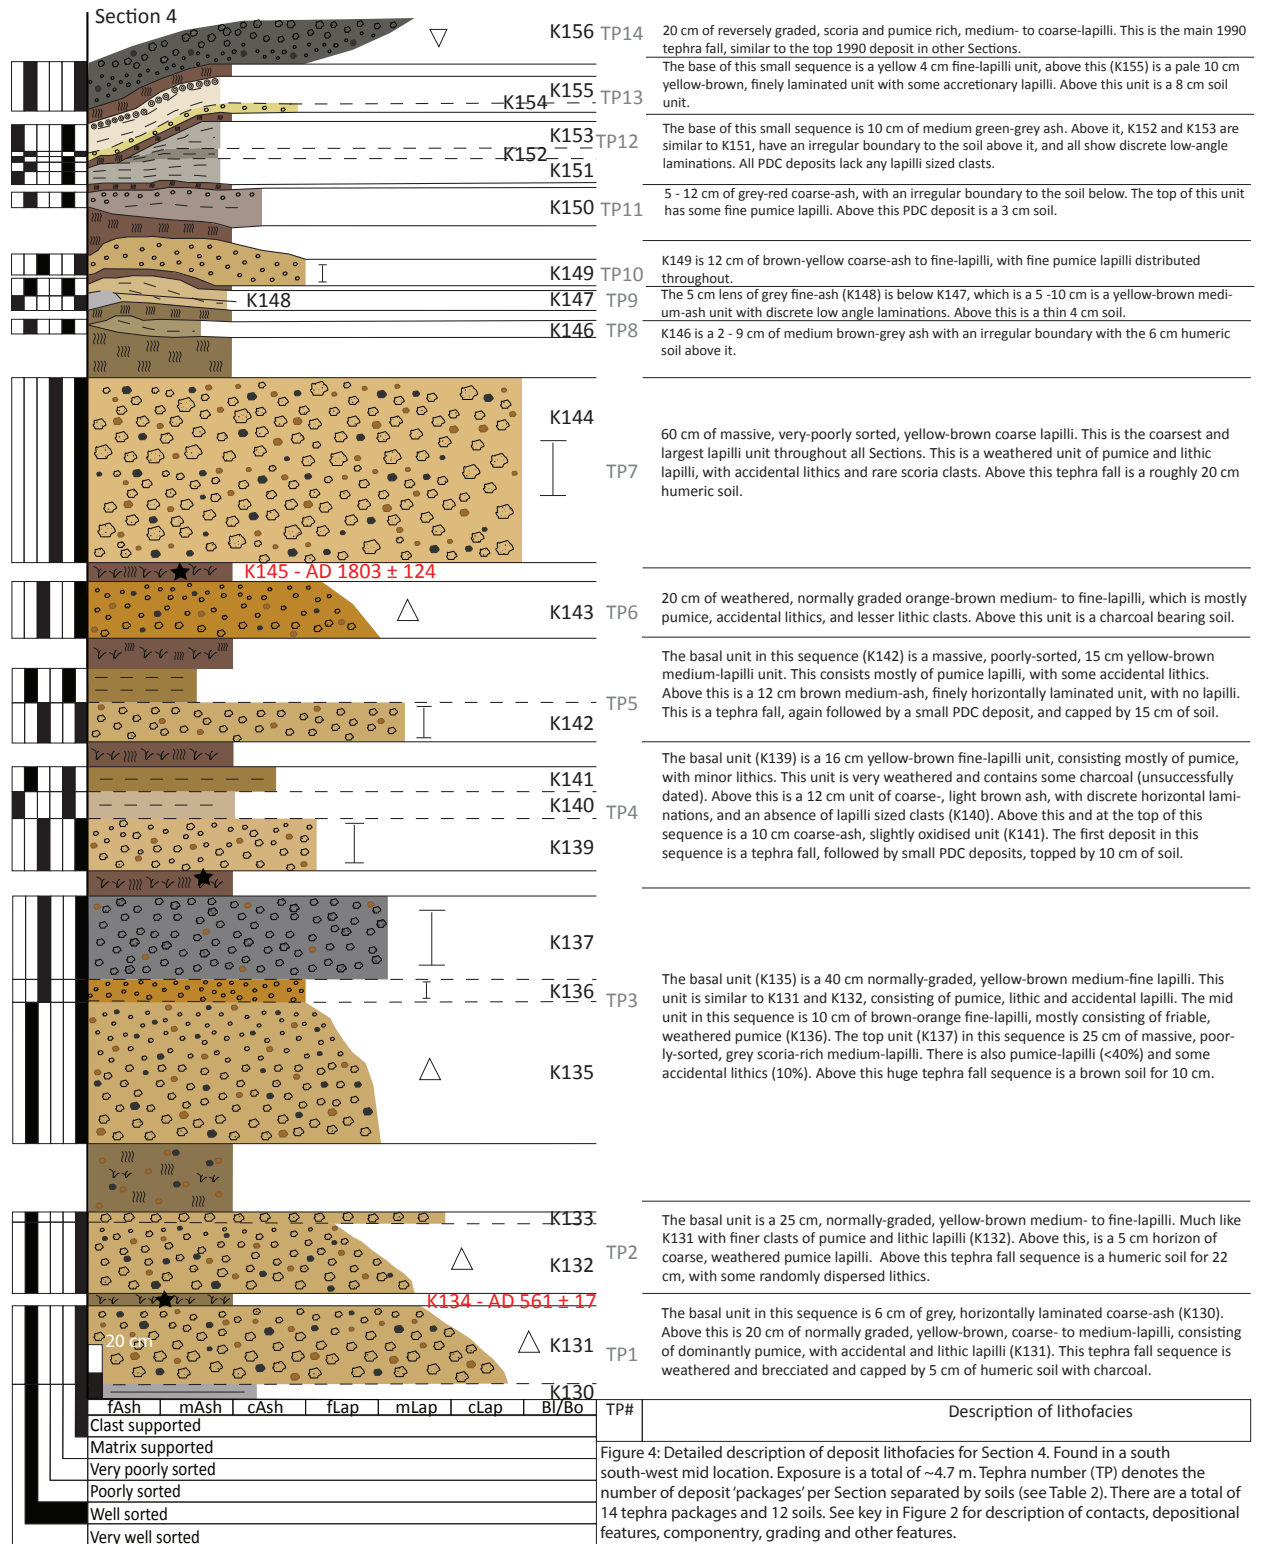 Section 4
K156 TP14
20 cm of reversely graded, scoria and pumice rich, medium- to coarse-lapilli. This is the main 1990
tephra fall, similar to the top 1990 deposit in other Sections.
K155
K154
TP13
The base of this small sequence is a yellow 4 cm fine-lapilli unit, above this (K155) is a pale 10 cm
yellow-brown, finely laminated unit with some accretionary lapilli. Above this unit is a 8 cm soil
unit.
K153
K152
K151
TP12
The base of this small sequence is 10 cm of medium green-grey ash. Above it, K152 and K153 are
similar to K151, have an irregular boundary to the soil above it, and all show discrete low-angle
laminations. All PDC deposits lack any lapilli sized clasts.
K150 TP11
5 - 12 cm of grey-red coarse-ash, with an irregular boundary to the soil below. The top of this unit
has some fine pumice lapilli. Above this PDC deposit is a 3 cm soil.
K149 TP10
K149 is 12 cm of brown-yellow coarse-ash to fine-lapilli, with fine pumice lapilli distributed
throughout.
K148
K147 TP9
The 5 cm lens of grey fine-ash (K148) is below K147, which is a 5 -10 cm is a yellow-brown medi-
um-ash unit with discrete low angle laminations. Above this is a thin 4 cm soil.
K146 TP8
K146 is a 2 - 9 cm of medium brown-grey ash with an irregular boundary with the 6 cm humeric
soil above it.
K144
TP7
60 cm of massive, very-poorly sorted, yellow-brown coarse lapilli. This is the coarsest and
largest lapilli unit throughout all Sections. This is a weathered unit of pumice and lithic
lapilli, with accidental lithics and rare scoria clasts. Above this tephra fall is a roughly 20 cm
humeric soil.
K145 - AD 1803 ± 124
K143 TP6
20 cm of weathered, normally graded orange-brown medium- to fine-lapilli, which is mostly
pumice, accidental lithics, and lesser lithic clasts. Above this unit is a charcoal bearing soil.
TP5
K142
The basal unit in this sequence (K142) is a massive, poorly-sorted, 15 cm yellow-brown
medium-lapilli unit. This consists mostly of pumice lapilli, with some accidental lithics.
Above this is a 12 cm brown medium-ash, finely horizontally laminated unit, with no lapilli.
This is a tephra fall, again followed by a small PDC deposit, and capped by 15 cm of soil.
K141
K140
K139
TP4
The basal unit (K139) is a 16 cm yellow-brown fine-lapilli unit, consisting mostly of pumice,
with minor lithics. This unit is very weathered and contains some charcoal (unsuccessfully
dated). Above this is a 12 cm unit of coarse-, light brown ash, with discrete horizontal lami-
nations, and an absence of lapilli sized clasts (K140). Above this and at the top of this
sequence is a 10 cm coarse-ash, slightly oxidised unit (K141). The first deposit in this
sequence is a tephra fall, followed by small PDC deposits, topped by 10 cm of soil.
K137
K136
K135
TP3
The basal unit (K135) is a 40 cm normally-graded, yellow-brown medium-fine lapilli. This
unit is similar to K131 and K132, consisting of pumice, lithic and accidental lapilli. The mid
unit in this sequence is 10 cm of brown-orange fine-lapilli, mostly consisting of friable,
weathered pumice (K136). The top unit (K137) in this sequence is 25 cm of massive, poor-
ly-sorted, grey scoria-rich medium-lapilli. There is also pumice-lapilli (<40%) and some
accidental lithics (10%). Above this huge tephra fall sequence is a brown soil for 10 cm.
K133
K132
TP2
The basal unit is a 25 cm, normally-graded, yellow-brown medium- to fine-lapilli. Much like
K131 with finer clasts of pumice and lithic lapilli (K132). Above this, is a 5 cm horizon of
coarse, weathered pumice lapilli. Above this tephra fall sequence is a humeric soil for 22
cm, with some randomly dispersed lithics.
K134 - AD 561 ± 17
20 cm
K131
K130
TP1
The basal unit in this sequence is 6 cm of grey, horizontally laminated coarse-ash (K130).
Above this is 20 cm of normally graded, yellow-brown, coarse- to medium-lapilli, consisting
of dominantly pumice, with accidental and lithic lapilli (K131). This tephra fall sequence is
weathered and brecciated and capped by 5 cm of humeric soil with charcoal.
fAsh mAsh cAsh fLap mLap cLap Bl/Bo TP# Description of lithofacies
Clast supported
Matrix supported
Very poorly sorted
Poorly sorted
Well sorted
Very well sorted
Figure 4: Detailed description of deposit lithofacies for Section 4. Found in a south
south-west mid location. Exposure is a total of ~4.7 m. Tephra number (TP) denotes the
number of deposit 'packages' per Section separated by soils (see Table 2). There are a total of
14 tephra packages and 12 soils. See key in Figure 2 for description of contacts, depositional
features, componentry, grading and other features.